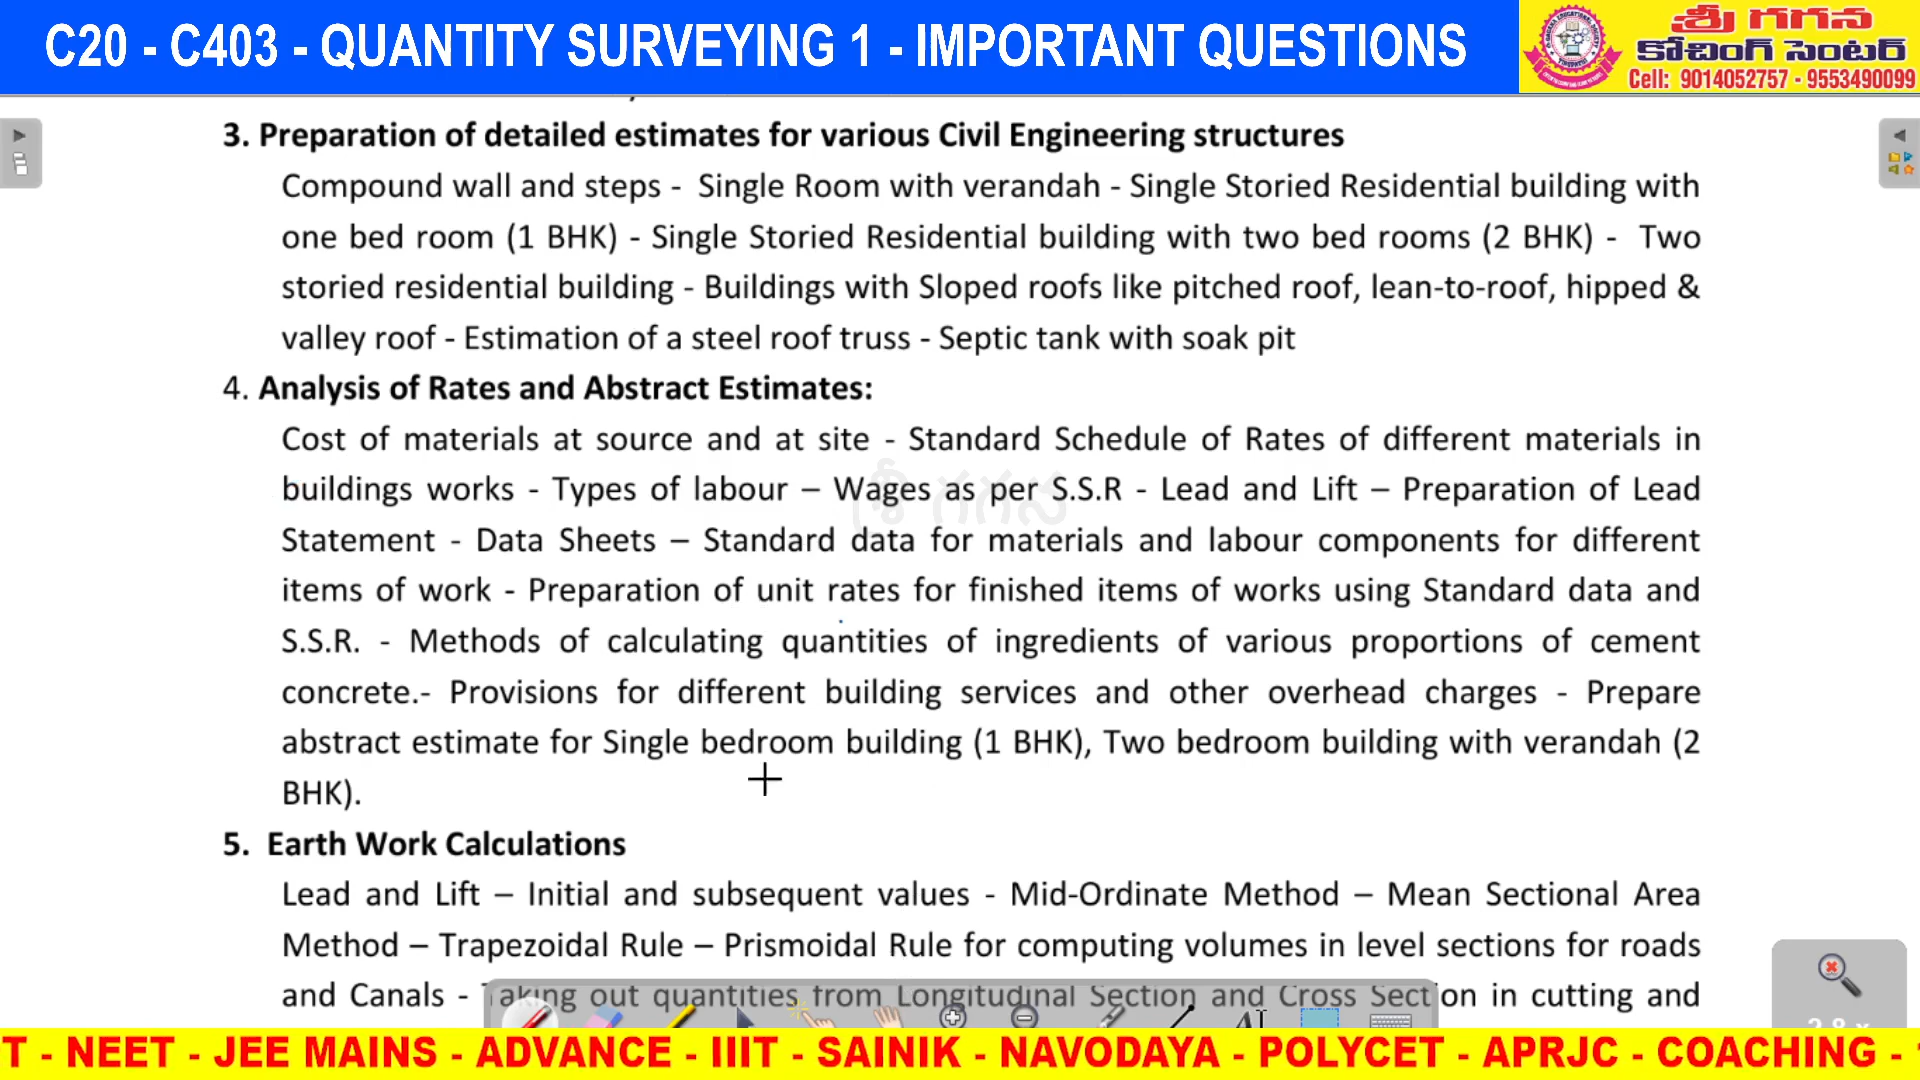 C20 - C403 - QUANTITY SURVEYING 1 - IMPORTANT QUESTIONS
శ్రీ గగన
కోచింగ్ సెంటర్
Cell: 9014052757 - 9553490099
3. Preparation of detailed estimates for various Civil Engineering structures
Compound wall and steps - Single Room with verandah - Single Storied Residential building with
one bed room (1 BHK) - Single Storied Residential building with two bed rooms (2 BHK) - Two
storied residential building - Buildings with Sloped roofs like pitched roof, lean-to-roof, hipped &
valley roof - Estimation of a steel roof truss - Septic tank with soak pit
4. Analysis of Rates and Abstract Estimates:
Cost of materials at source and at site - Standard Schedule of Rates of different materials in
buildings works - Types of labour – Wages as per S.S.R - Lead and Lift – Preparation of Lead
శ్రీ గగన
Statement - Data Sheets – Standard data for materials and labour components for different
items of work - Preparation of unit rates for finished items of works using Standard data and
S.S.R. - Methods of calculating quantities of ingredients of various proportions of cement
concrete.- Provisions for different building services and other overhead charges - Prepare
abstract estimate for Single bedroom building (1 BHK), Two bedroom building with verandah (2
BHK).
5. Earth Work Calculations
Lead and Lift – Initial and subsequent values - Mid-Ordinate Method – Mean Sectional Area
Method – Trapezoidal Rule – Prismoidal Rule for computing volumes in level sections for roads
and Canals - Taking out quantities from Longitudinal Section and Cross Section in cutting and
T - NEET - JEE MAINS - ADVANCE - IIIT - SAINIK - NAVODAYA - POLYCET - APRJC - COACHING -